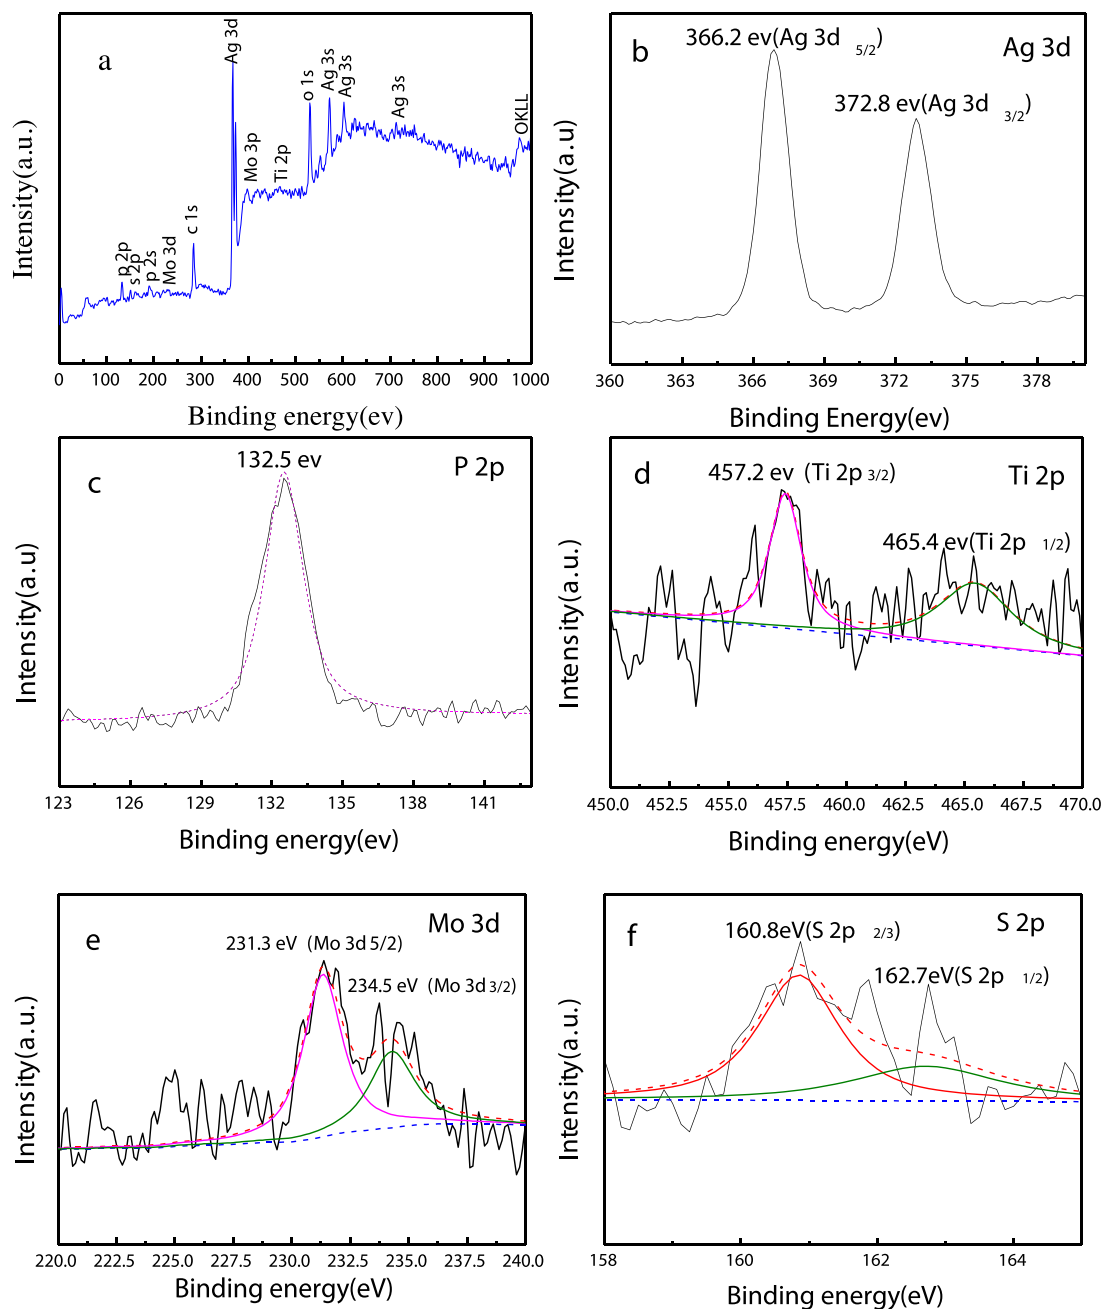 a
Ag 3d
o 1s
Ag 3s
Ag 3s
Ag 3s
OKLL
Mo 3p
Ti 2p
c 1s
p 2p
s 2p
p 2s
Mo 3d
Intensity(a.u.)
0 100 200 300 400 500 600 700 800 900 1000
Binding energy(ev)
b
366.2 ev(Ag 3d 5/2)
Ag 3d
372.8 ev(Ag 3d 3/2)
Intensity(a.u)
360 363 366 369 372 375 378
Binding Energy(ev)
c
132.5 ev
P 2p
Intensity(a.u)
123 126 129 132 135 138 141
Binding energy(ev)
d
457.2 ev (Ti 2p 3/2)
Ti 2p
465.4 ev(Ti 2p 1/2)
Intensity(a.u)
450.0 452.5 455.0 457.5 460.0 462.5 465.0 467.5 470.0
Binding energy(eV)
e
Mo 3d
231.3 eV (Mo 3d 5/2)
234.5 eV (Mo 3d 3/2)
Intensity(a.u.)
220.0 222.5 225.0 227.5 230.0 232.5 235.0 237.5 240.0
Binding energy(eV)
f
S 2p
160.8eV(S 2p 2/3)
162.7eV(S 2p 1/2)
Intensity(a.u.)
158 160 162 164
Binding energy(eV)